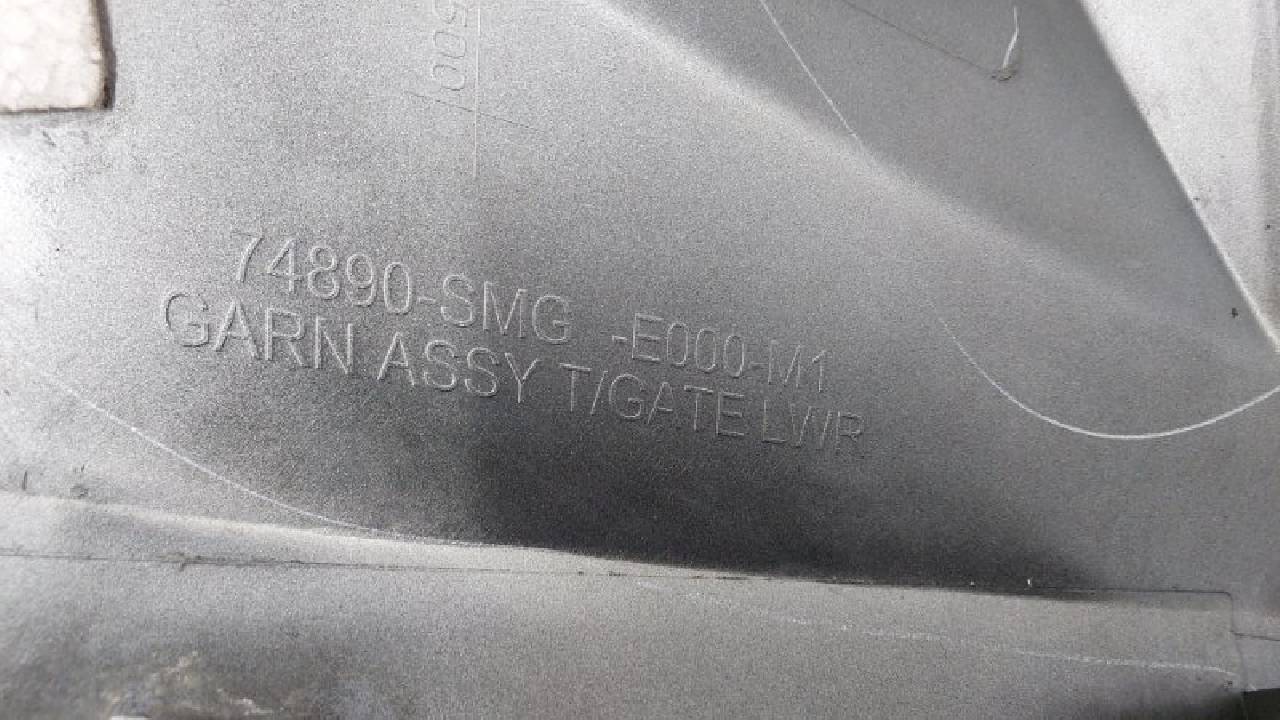 74890-SMG -E000-M1
GARN ASSY T/GATE LWR